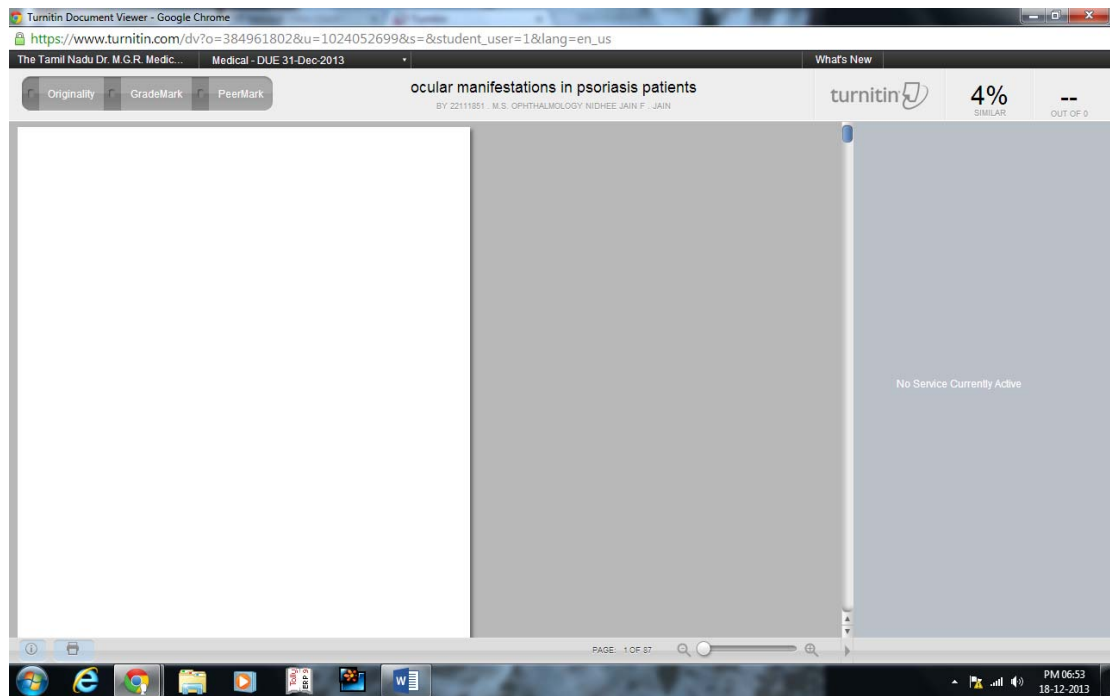 Turnitin Document Viewer - Google Chrome
https://www.turnitin.com/dv?o=384961802&u=1024052699&s=&student_user=1&lang=en_us
The Tamil Nadu Dr. M.G.R. Medic... Medical - DUE 31-Dec-2013 What's New
Originality GradeMark PeerMark
ocular manifestations in psoriasis patients
BY 22111851 . M.S. OPHTHALMOLOGY NIDHEE JAIN F . JAIN
turnitin
4%
SIMILAR
--
OUT OF 0
No Service Currently Active
PAGE: 1 OF 87
Tally
ERP 9
W
PM 06:53
18-12-2013